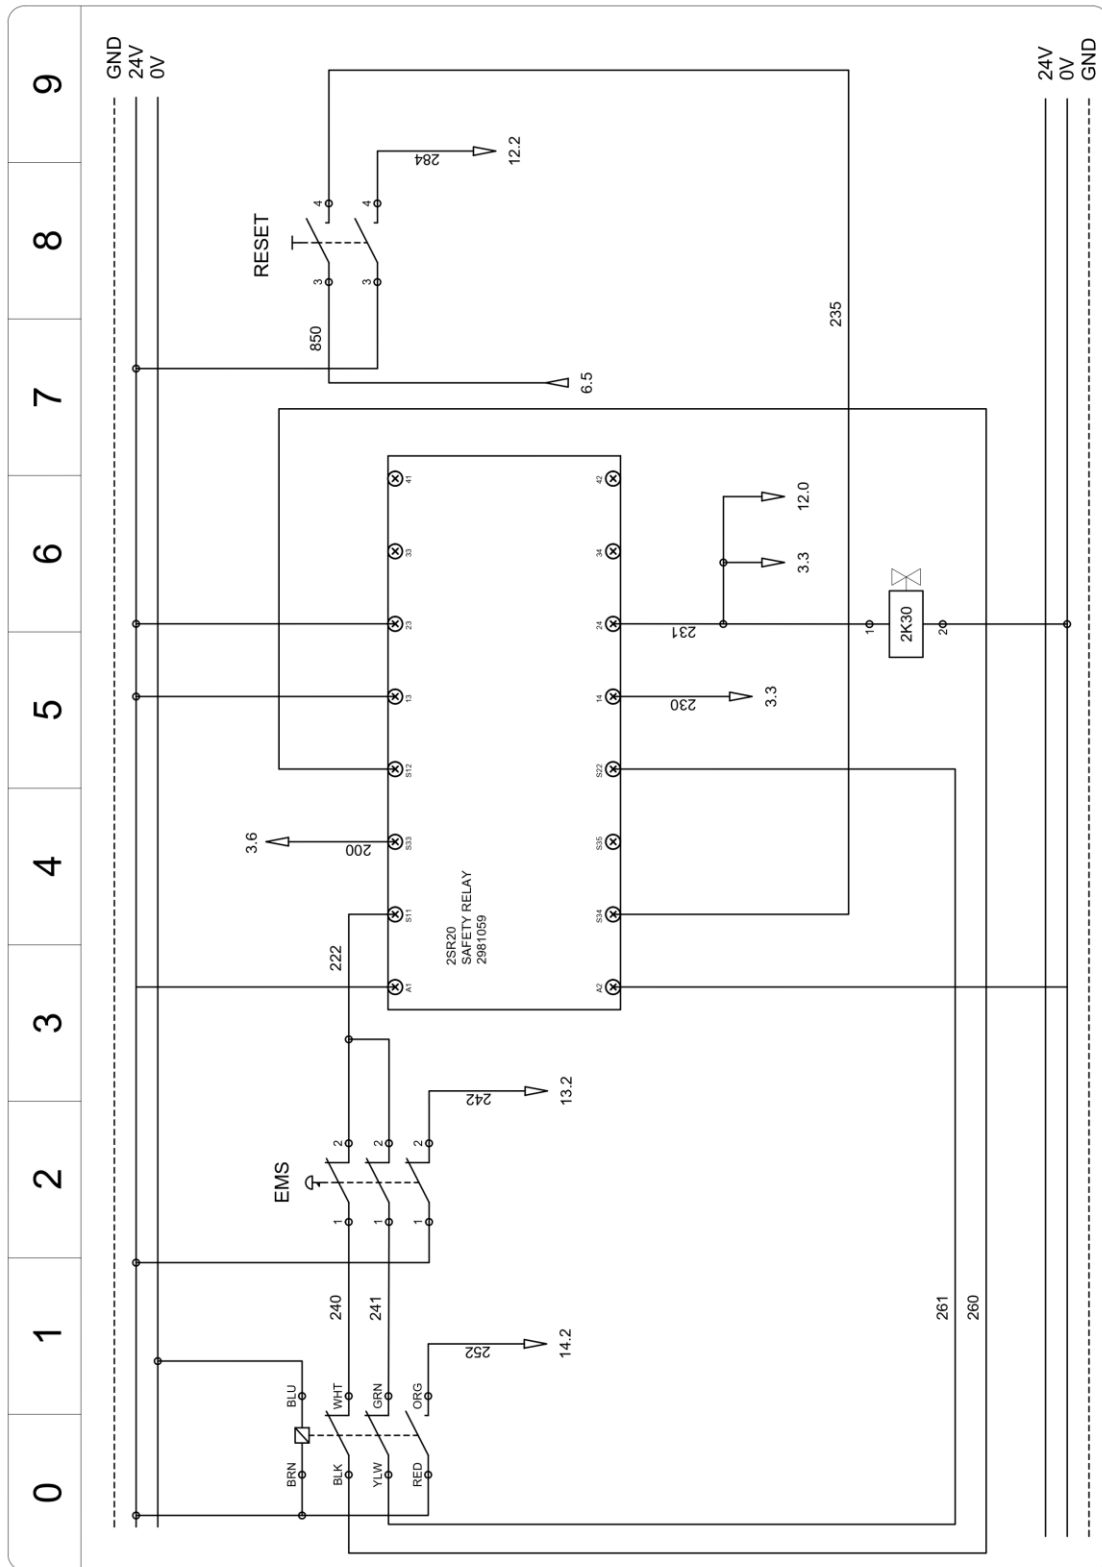 0
1
2
3
4
5
6
7
8
9
GND
24V
0V
3.6
RESET
EMS
BRN
BLU
850
3
4
240
1
2
222
BLK
WHT
200
3
4
241
1
2
YLW
GRN
284
RED
ORG
1
2
A1
S11
S33
S12
13
23
33
41
2SR20
SAFETY RELAY
2981059
252
242
12.2
14.2
13.2
6.5
A2
S34
S35
S22
14
24
34
42
230
231
3.3
3.3
12.0
235
1
2K30
2
261
260
24V
0V
GND